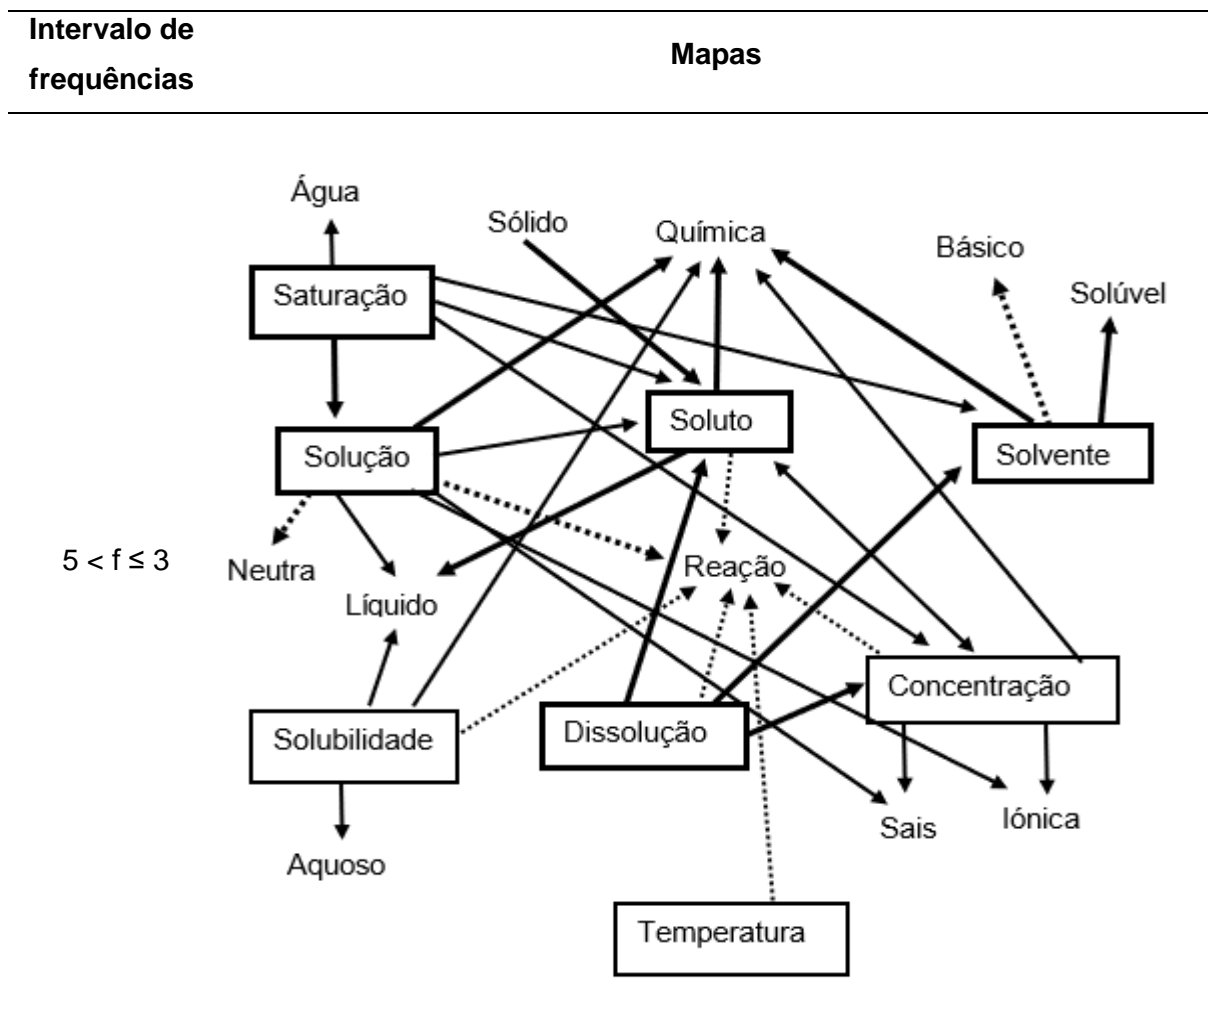 Intervalo de
frequências
Mapas
Água
Sólido
Química
Básico
Solúvel
Saturação
Soluto
Solução
Solvente
5 < f ≤ 3
Neutra
Reação
Líquido
Concentração
Solubilidade
Dissolução
Sais
Iónica
Aquoso
Temperatura